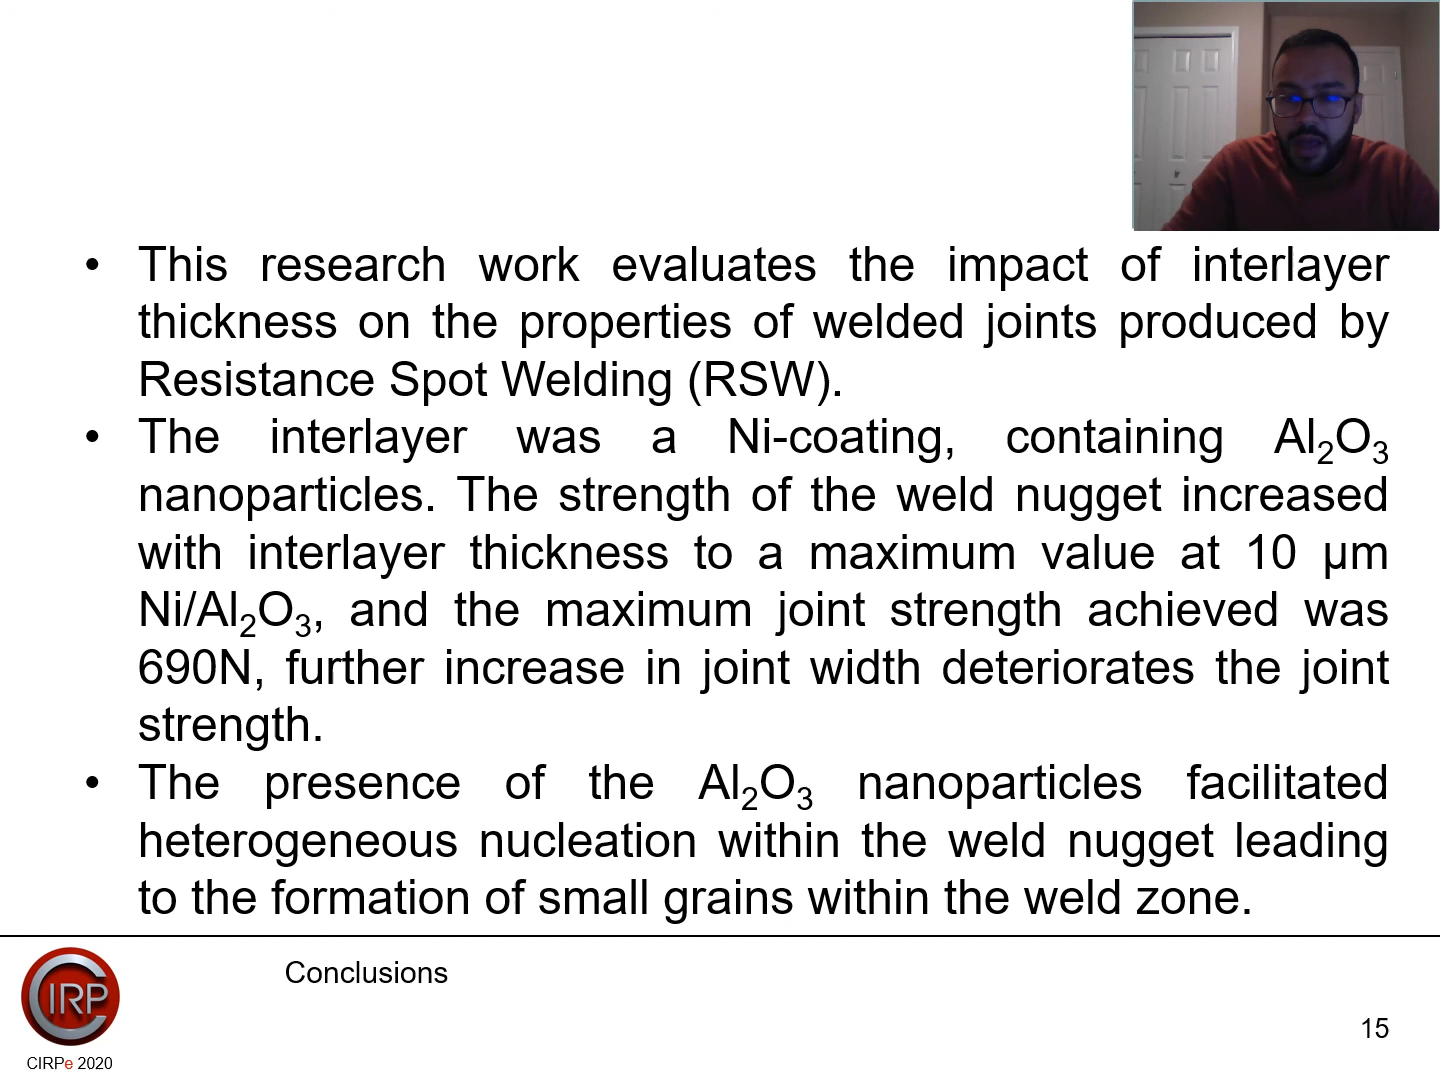 • This research work evaluates the impact of interlayer
thickness on the properties of welded joints produced by
Resistance Spot Welding (RSW).
• The interlayer was a Ni-coating, containing Al₂O₃
nanoparticles. The strength of the weld nugget increased
with interlayer thickness to a maximum value at 10 µm
Ni/Al₂O₃, and the maximum joint strength achieved was
690N, further increase in joint width deteriorates the joint
strength.
• The presence of the Al₂O₃ nanoparticles facilitated
heterogeneous nucleation within the weld nugget leading
to the formation of small grains within the weld zone.
Conclusions
CIRP
15
CIRPe 2020